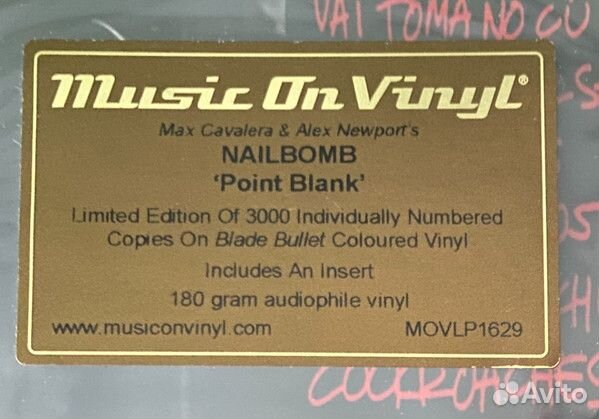 VAI TOMA NO CU
Music On Vinyl®
Max Cavalera & Alex Newport's
NAILBOMB
‘Point Blank’
Limited Edition Of 3000 Individually Numbered
Copies On Blade Bullet Coloured Vinyl
Includes An Insert
180 gram audiophile vinyl
www.musiconvinyl.com MOVLP1629
COCKROACHES
Avito